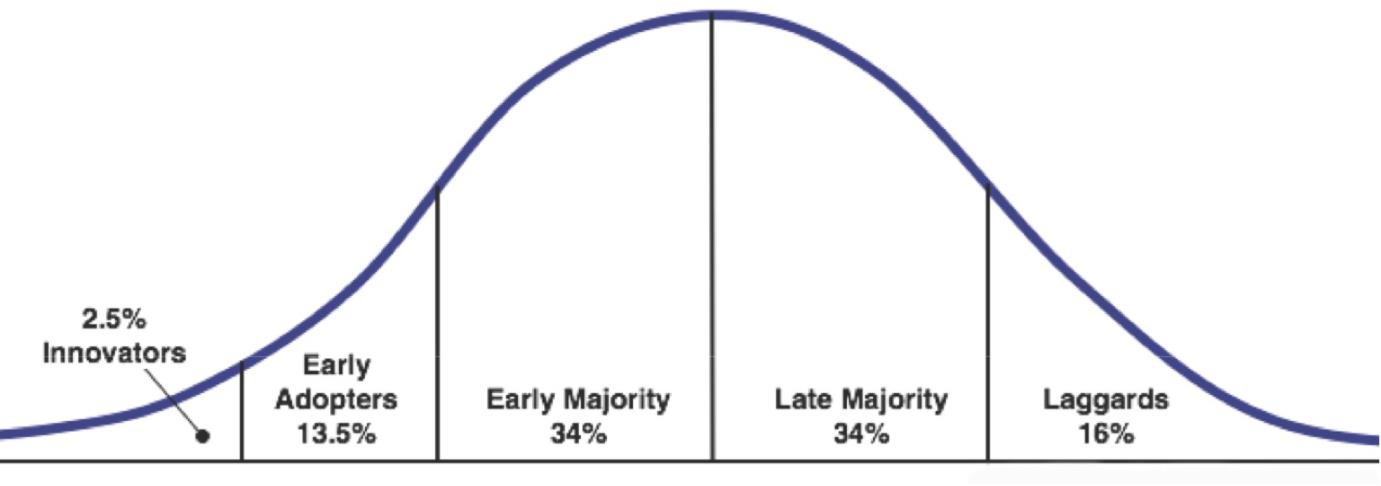 2.5%
Innovators
Early
Adopters
13.5%
Early Majority
34%
Late Majority
34%
Laggards
16%